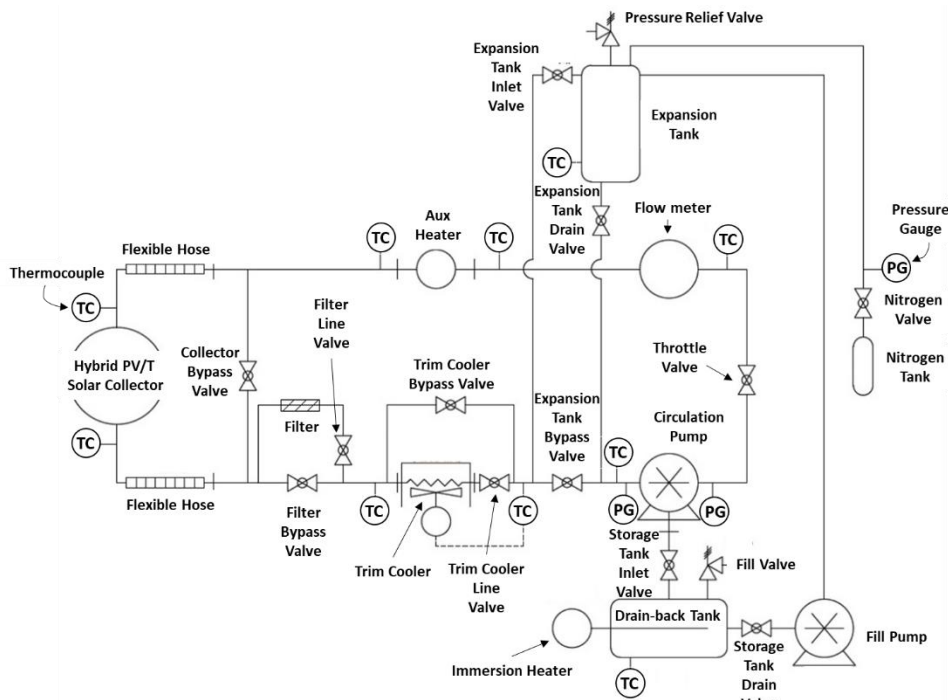 Pressure Relief Valve
Expansion
Tank
Inlet
Valve
Expansion
Tank
TC
Expansion
Tank
Drain
Valve
Flow meter
Pressure
Gauge
Aux
Heater
TC
TC
TC
Flexible Hose
PG
Thermocouple
TC
Nitrogen
Valve
Filter
Line
Valve
Hybrid PV/T
Solar Collector
Collector
Bypass
Valve
Trim Cooler
Bypass Valve
Throttle
Valve
Nitrogen
Tank
Filter
Expansion
Tank
Bypass
Valve
Circulation
Pump
TC
TC
Flexible Hose
TC
TC
PG
PG
Filter
Bypass
Valve
Trim Cooler
Trim Cooler
Line
Valve
Storage
Tank
Inlet
Valve
Fill Valve
Drain-back Tank
Fill Pump
Immersion Heater
TC
Storage
Tank
Drain